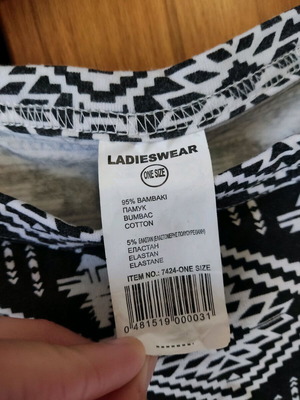 LADIESWEAR
ONE SIZE
95% ΒΑΜΒΑΚΙ
ПАМУК
BUMBAC
COTTON
5%
ЕЛАСТАН
ELASTAN
ELASTANE
ITEM NO.: 7424-ONE SIZE
0 481519 000031